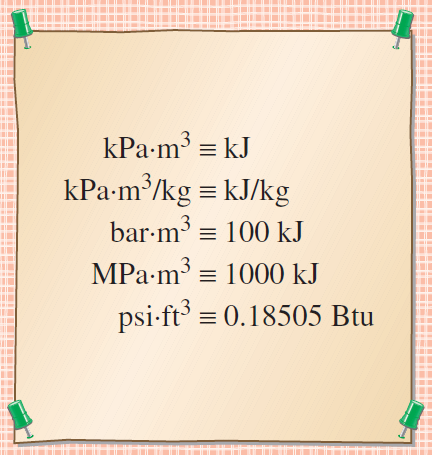 kPa·m³ ≡ kJ
kPa·m³/kg ≡ kJ/kg
bar·m³ ≡ 100 kJ
MPa·m³ ≡ 1000 kJ
psi·ft³ ≡ 0.18505 Btu